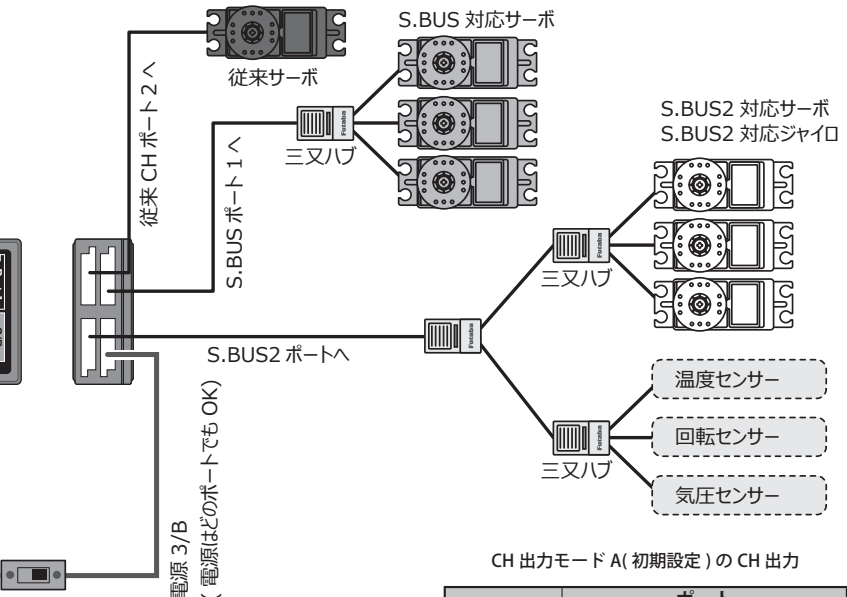 S.BUS 対応サーボ
従来サーボ
従来 CH ポート 2 へ
Futaba
三又ハブ
S.BUS ポート 1 へ
S.BUS2 対応サーボ
S.BUS2 対応ジャイロ
Futaba
三又ハブ
Futaba
S.BUS2 ポートへ
温度センサー
回転センサー
気圧センサー
Futaba
三又ハブ
電源 3/B
電源はどのポートでも OK)
CH 出力モード A( 初期設定 ) の CH 出力
ポート